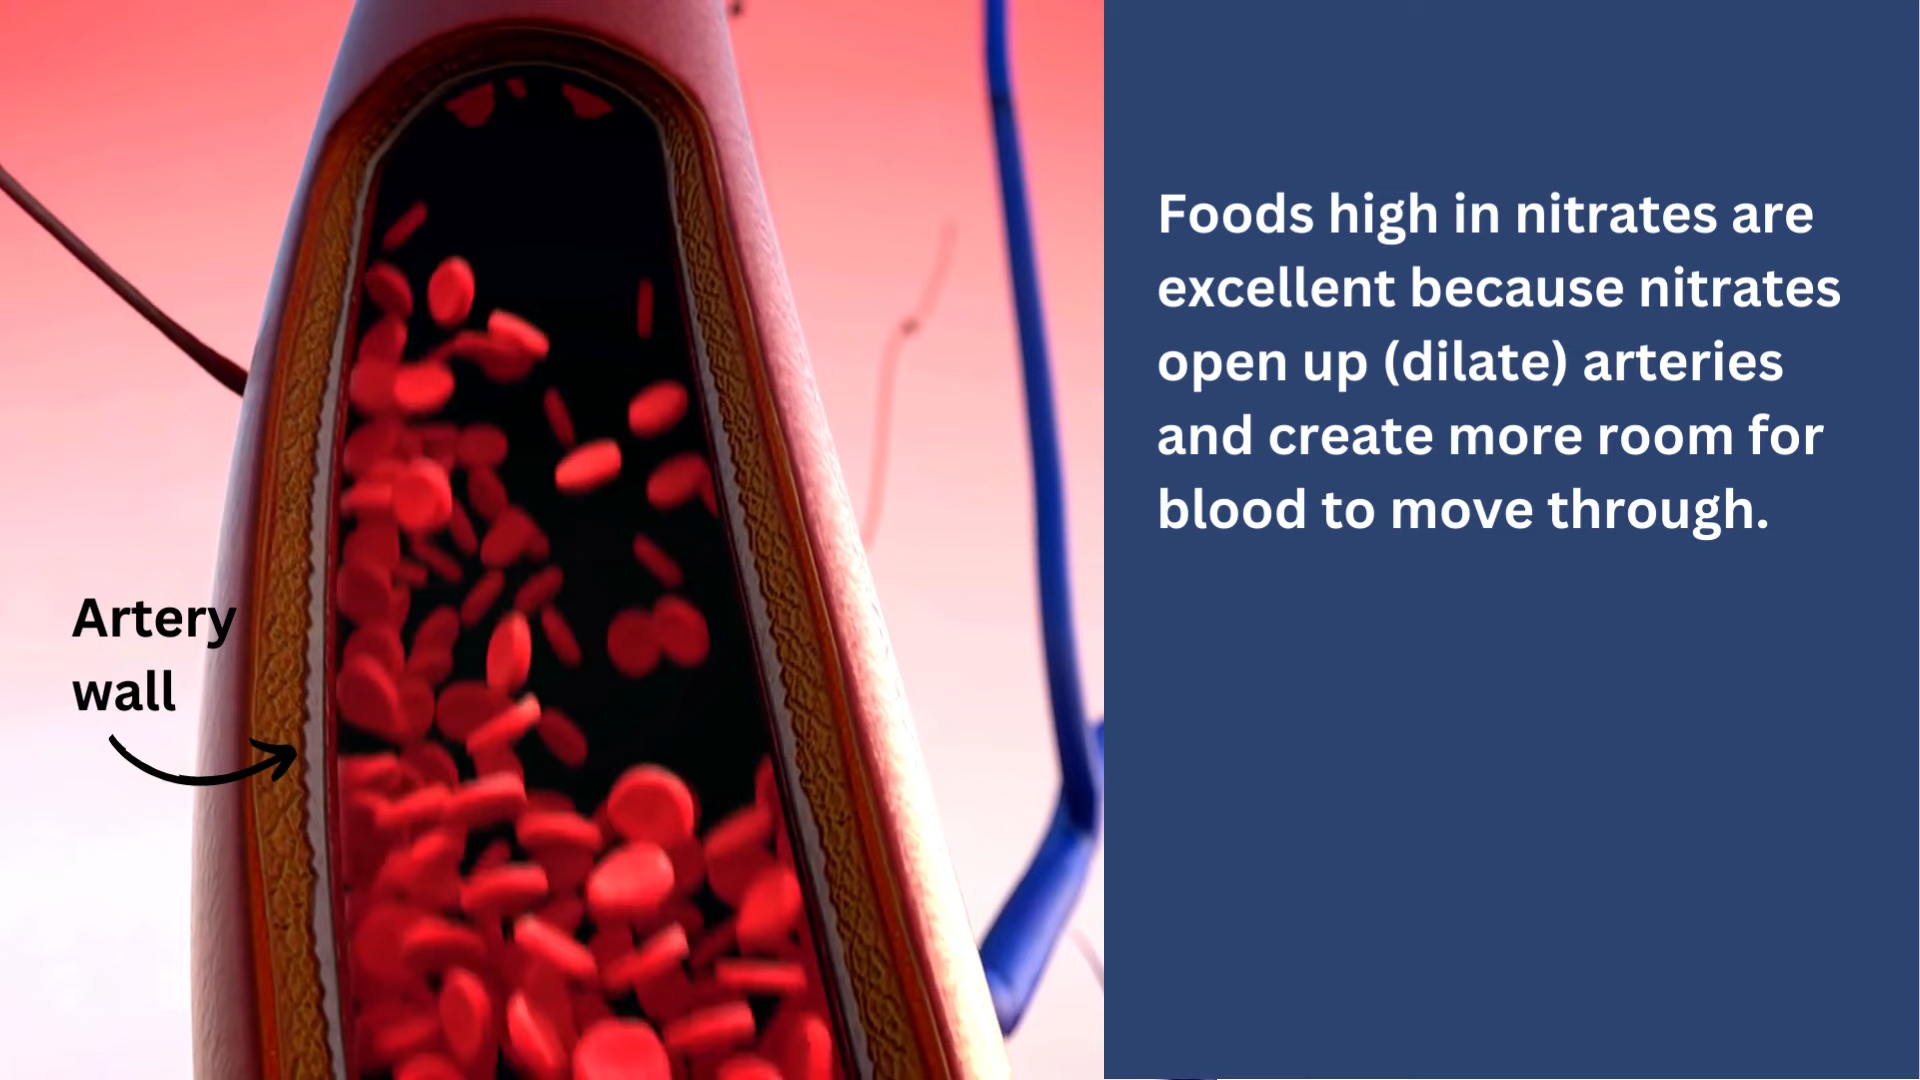 Foods high in nitrates are
excellent because nitrates
open up (dilate) arteries
and create more room for
blood to move through.
Artery
wall